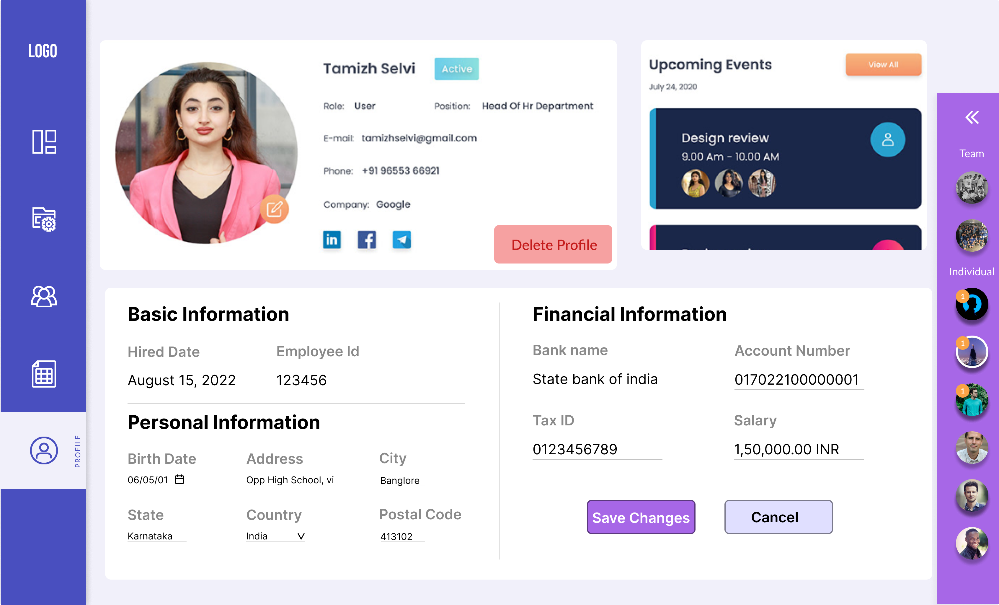 LOGO
PROFILE
Tamizh Selvi
Active
Role: User
Position: Head Of Hr Department
E-mail: tamizhselvi@gmail.com
Phone: +91 96553 66921
Company: Google
in
f
Delete Profile
Upcoming Events
View All
July 24, 2020
Design review
9.00 Am - 10.00 AM
Team
Individual
1
1
1
Basic Information
Hired Date
Employee Id
August 15, 2022
123456
Personal Information
Birth Date
Address
City
06/05/01
Opp High School, vi
Banglore
State
Country
Postal Code
Karnataka
India
413102
Financial Information
Bank name
Account Number
State bank of india
017022100000001
Tax ID
Salary
0123456789
1,50,000.00 INR
Save Changes
Cancel